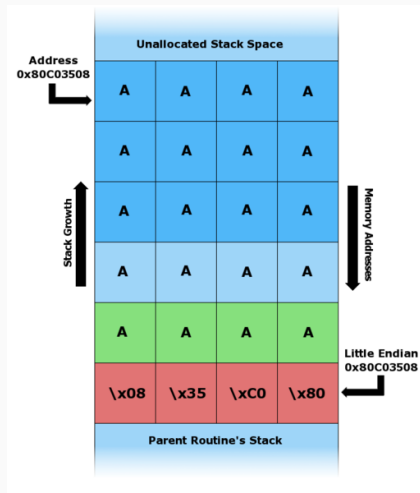 Unallocated Stack Space
Address
0x80C03508
A A A A
A A A A
A A A A
Stack Growth
Memory Addresses
A A A A
A A A A
Little Endian
0x80C03508
\x08 \x35 \xC0 \x80
Parent Routine's Stack